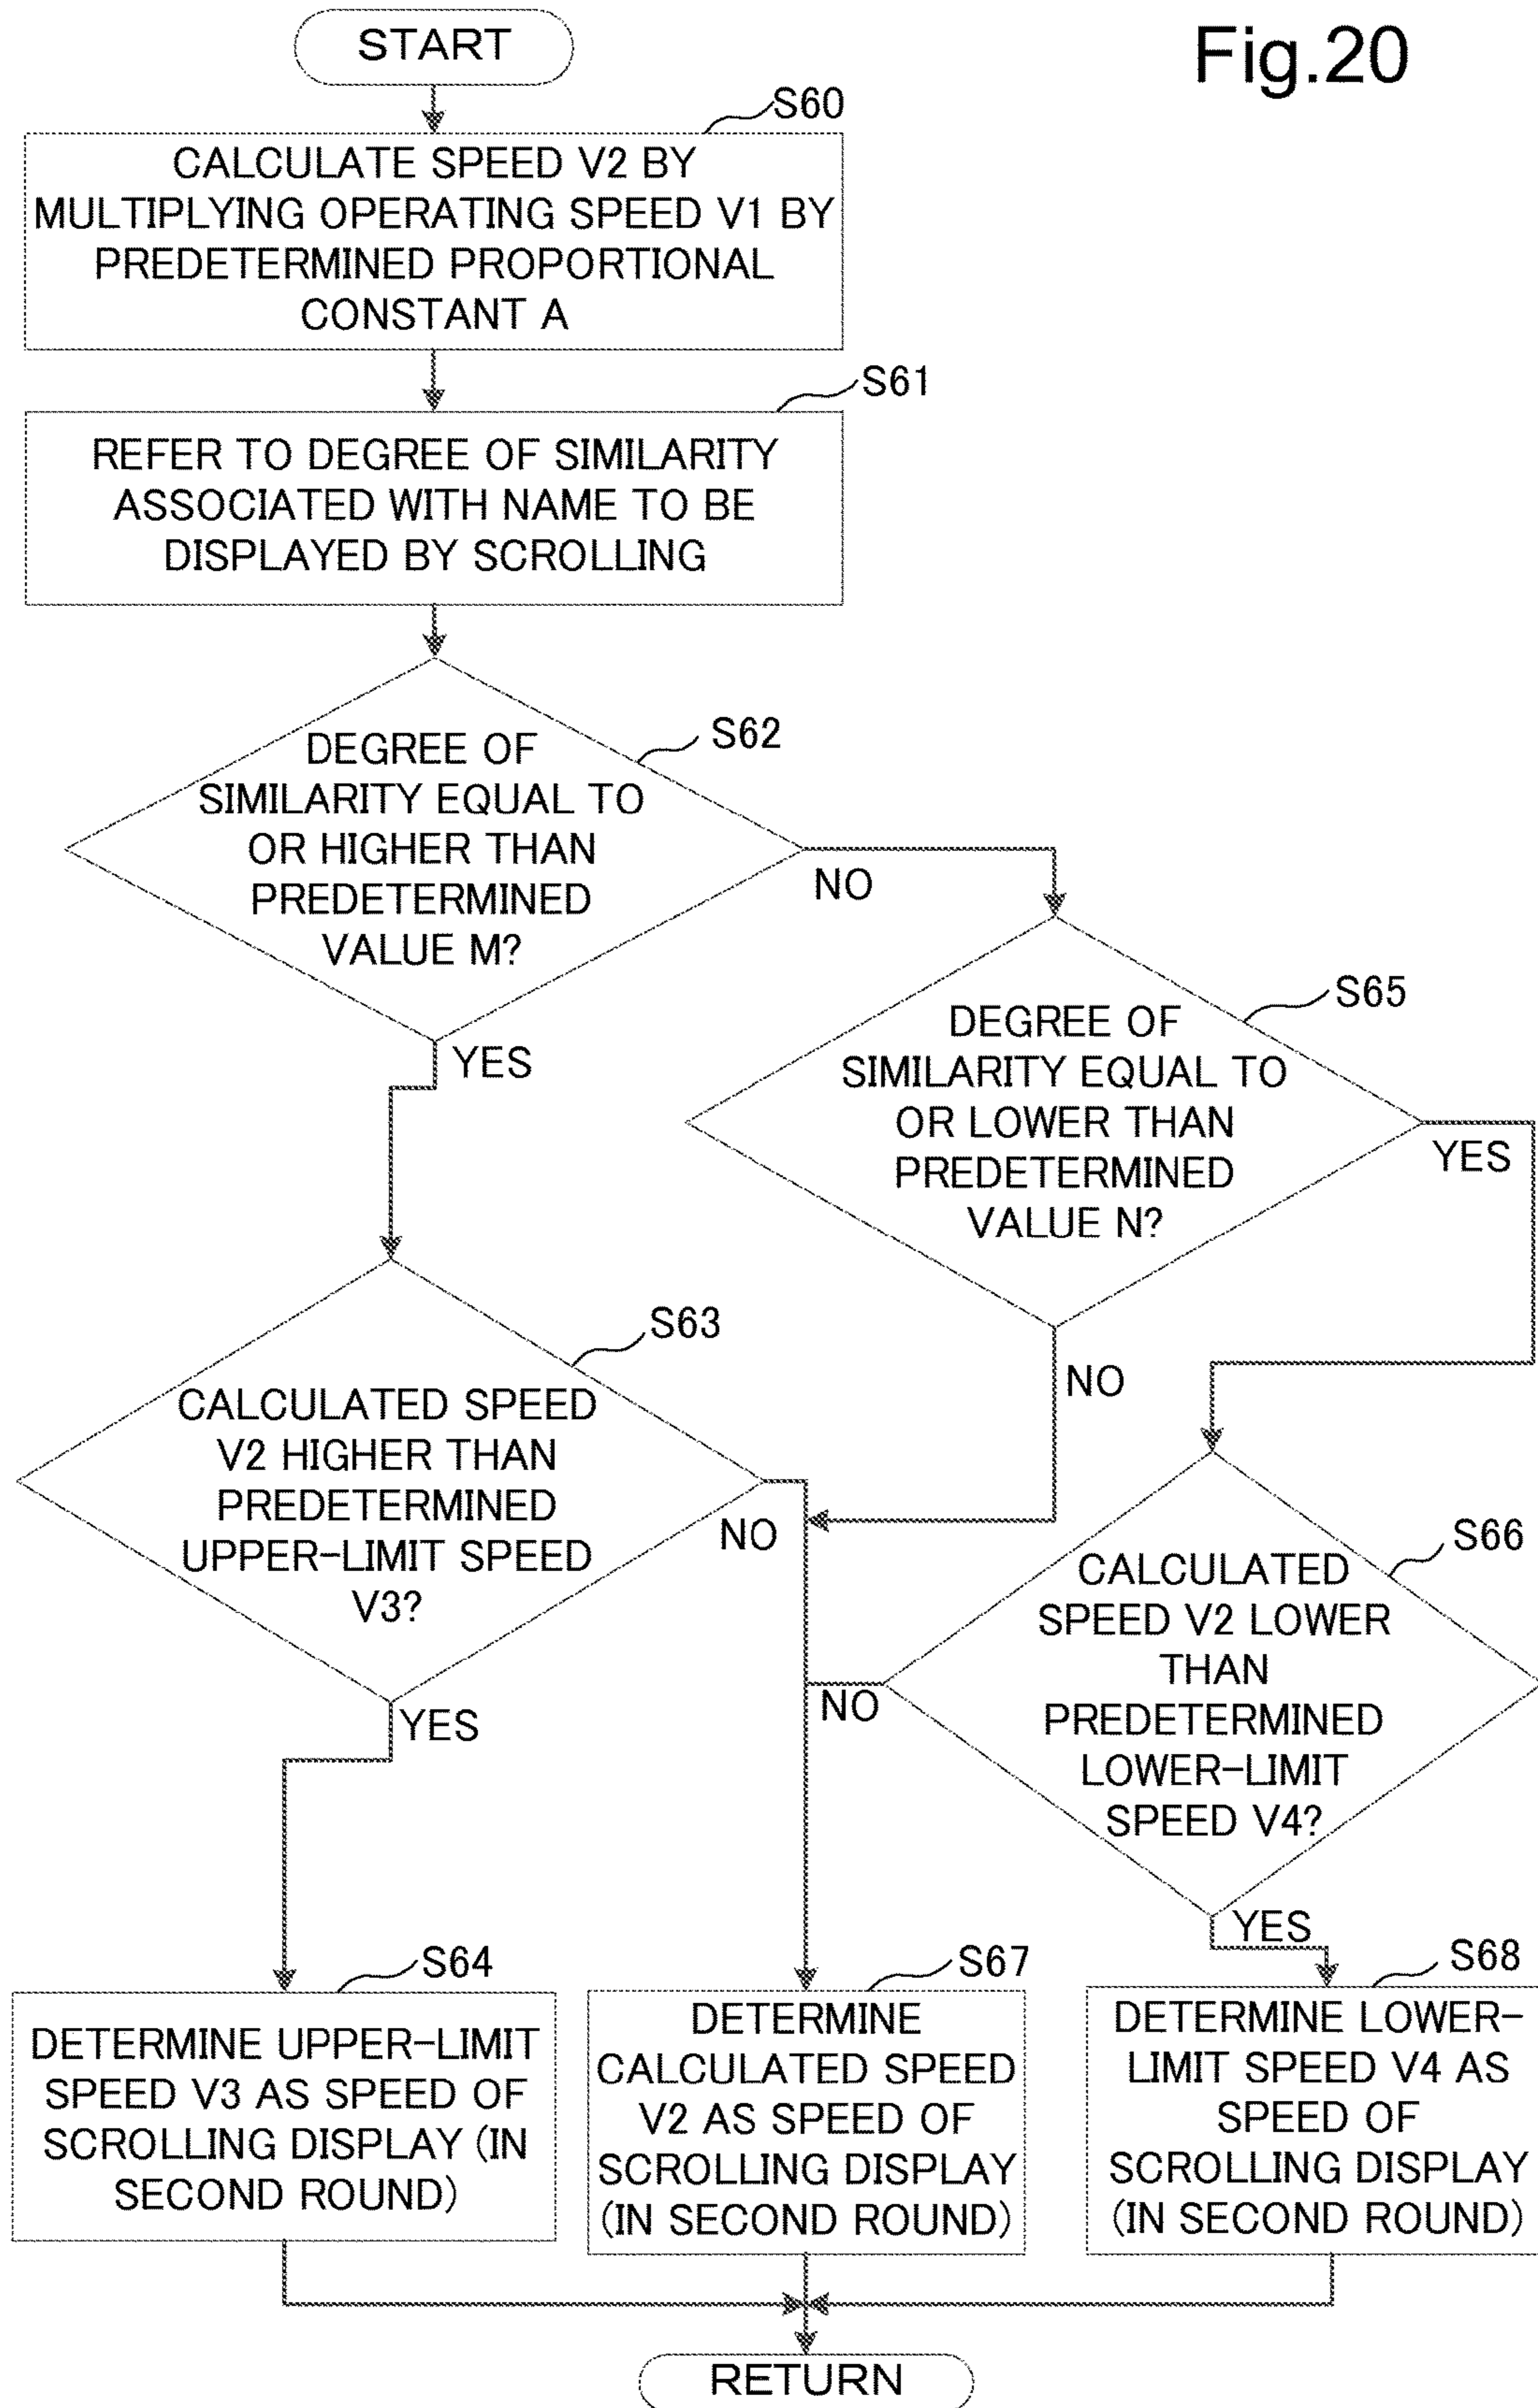 Fig.20
START
S60
CALCULATE SPEED V2 BY
MULTIPLYING OPERATING SPEED V1 BY
PREDETERMINED PROPORTIONAL
CONSTANT A
S61
REFER TO DEGREE OF SIMILARITY
ASSOCIATED WITH NAME TO BE
DISPLAYED BY SCROLLING
S62
DEGREE OF
SIMILARITY EQUAL TO
OR HIGHER THAN
PREDETERMINED
VALUE M?
NO
YES
S65
DEGREE OF
SIMILARITY EQUAL TO
OR LOWER THAN
PREDETERMINED
VALUE N?
YES
NO
S63
CALCULATED SPEED
V2 HIGHER THAN
PREDETERMINED
UPPER-LIMIT SPEED
V3?
NO
YES
S66
CALCULATED
SPEED V2 LOWER
THAN
PREDETERMINED
LOWER-LIMIT
SPEED V4?
NO
YES
S64
DETERMINE UPPER-LIMIT
SPEED V3 AS SPEED OF
SCROLLING DISPLAY (IN
SECOND ROUND)
S67
DETERMINE
CALCULATED SPEED
V2 AS SPEED OF
SCROLLING DISPLAY
(IN SECOND ROUND)
S68
DETERMINE LOWER-
LIMIT SPEED V4 AS
SPEED OF
SCROLLING DISPLAY
(IN SECOND ROUND)
RETURN